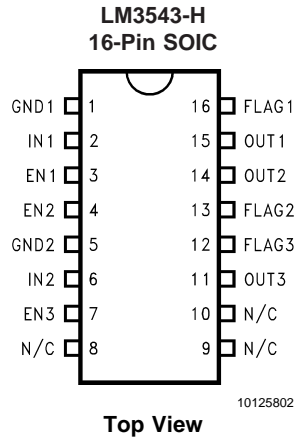 LM3543-H
16-Pin SOIC
GND1 1 16 FLAG1
IN1 2 15 OUT1
EN1 3 14 OUT2
EN2 4 13 FLAG2
GND2 5 12 FLAG3
IN2 6 11 OUT3
EN3 7 10 N/C
N/C 8 9 N/C
10125802
Top View